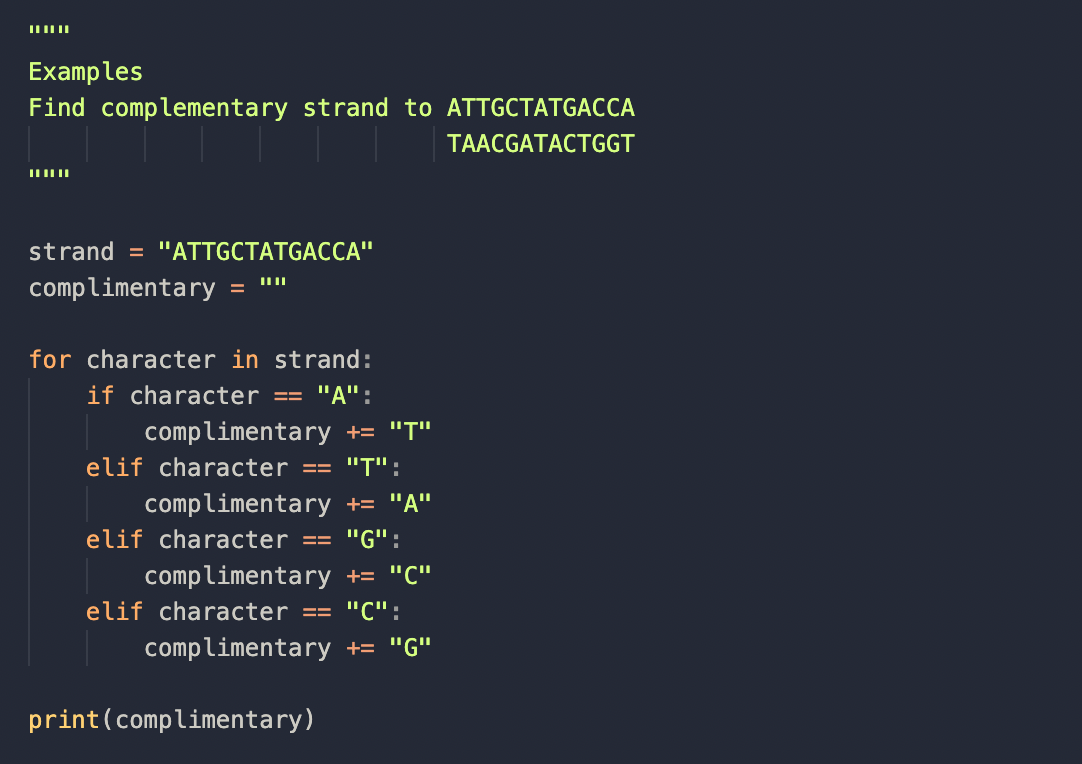 """
Examples
Find complementary strand to ATTGCTATGACCA
                             TAACGATACTGGT
"""

strand = "ATTGCTATGACCA"
complimentary = ""

for character in strand:
    if character == "A":
        complimentary += "T"
    elif character == "T":
        complimentary += "A"
    elif character == "G":
        complimentary += "C"
    elif character == "C":
        complimentary += "G"

print(complimentary)